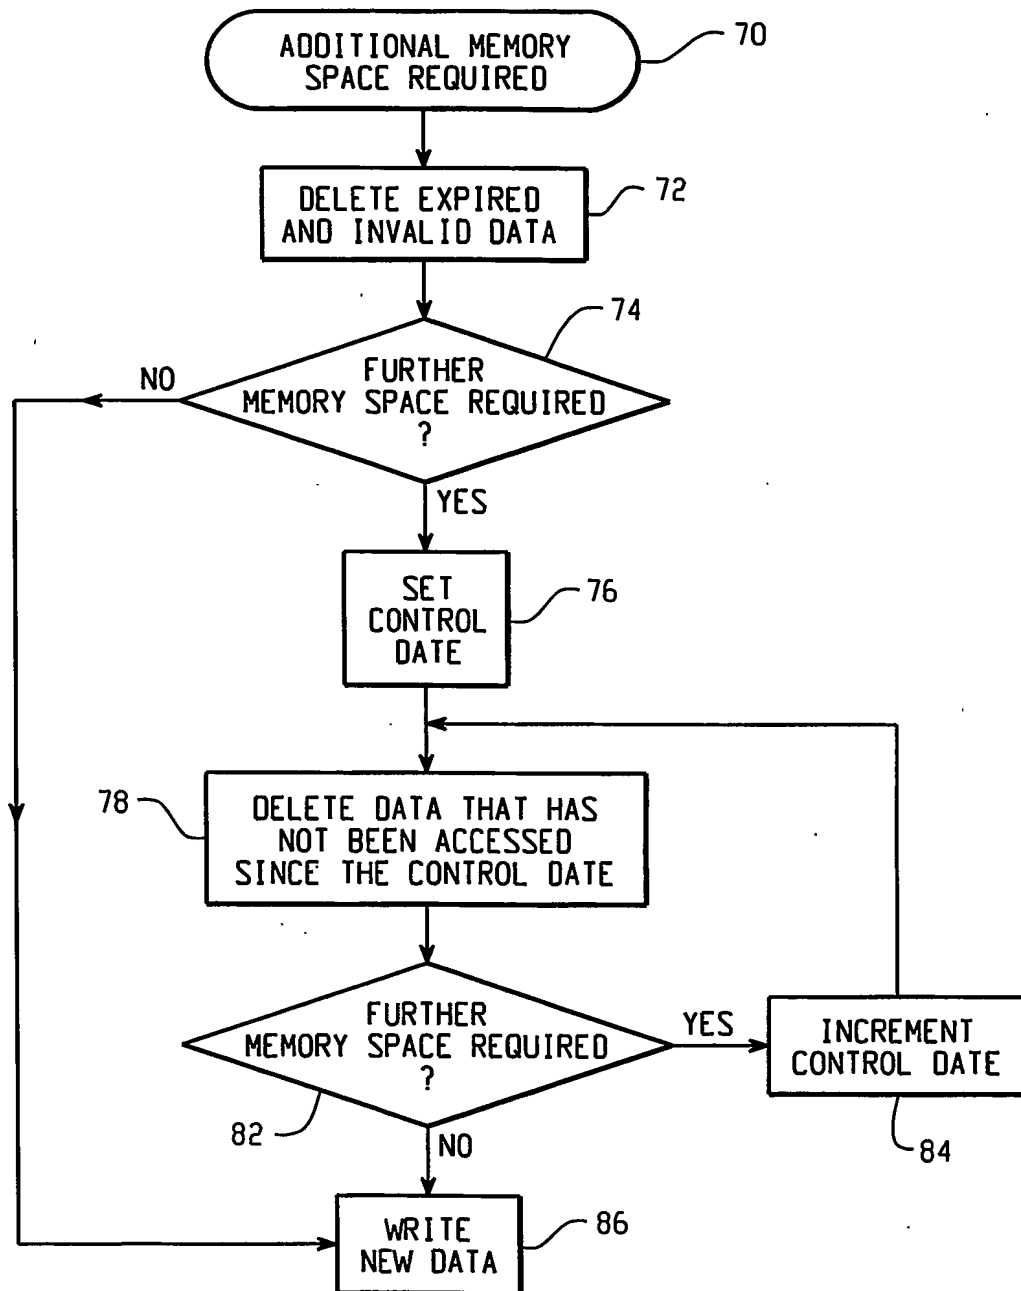 ADDITIONAL MEMORY
SPACE REQUIRED
70
DELETE EXPIRED
AND INVALID DATA
72
74
FURTHER
MEMORY SPACE REQUIRED
?
NO
YES
SET
CONTROL
DATE
76
78
DELETE DATA THAT HAS
NOT BEEN ACCESSED
SINCE THE CONTROL DATE
FURTHER
MEMORY SPACE REQUIRED
?
YES
INCREMENT
CONTROL DATE
82
NO
84
WRITE
NEW DATA
86